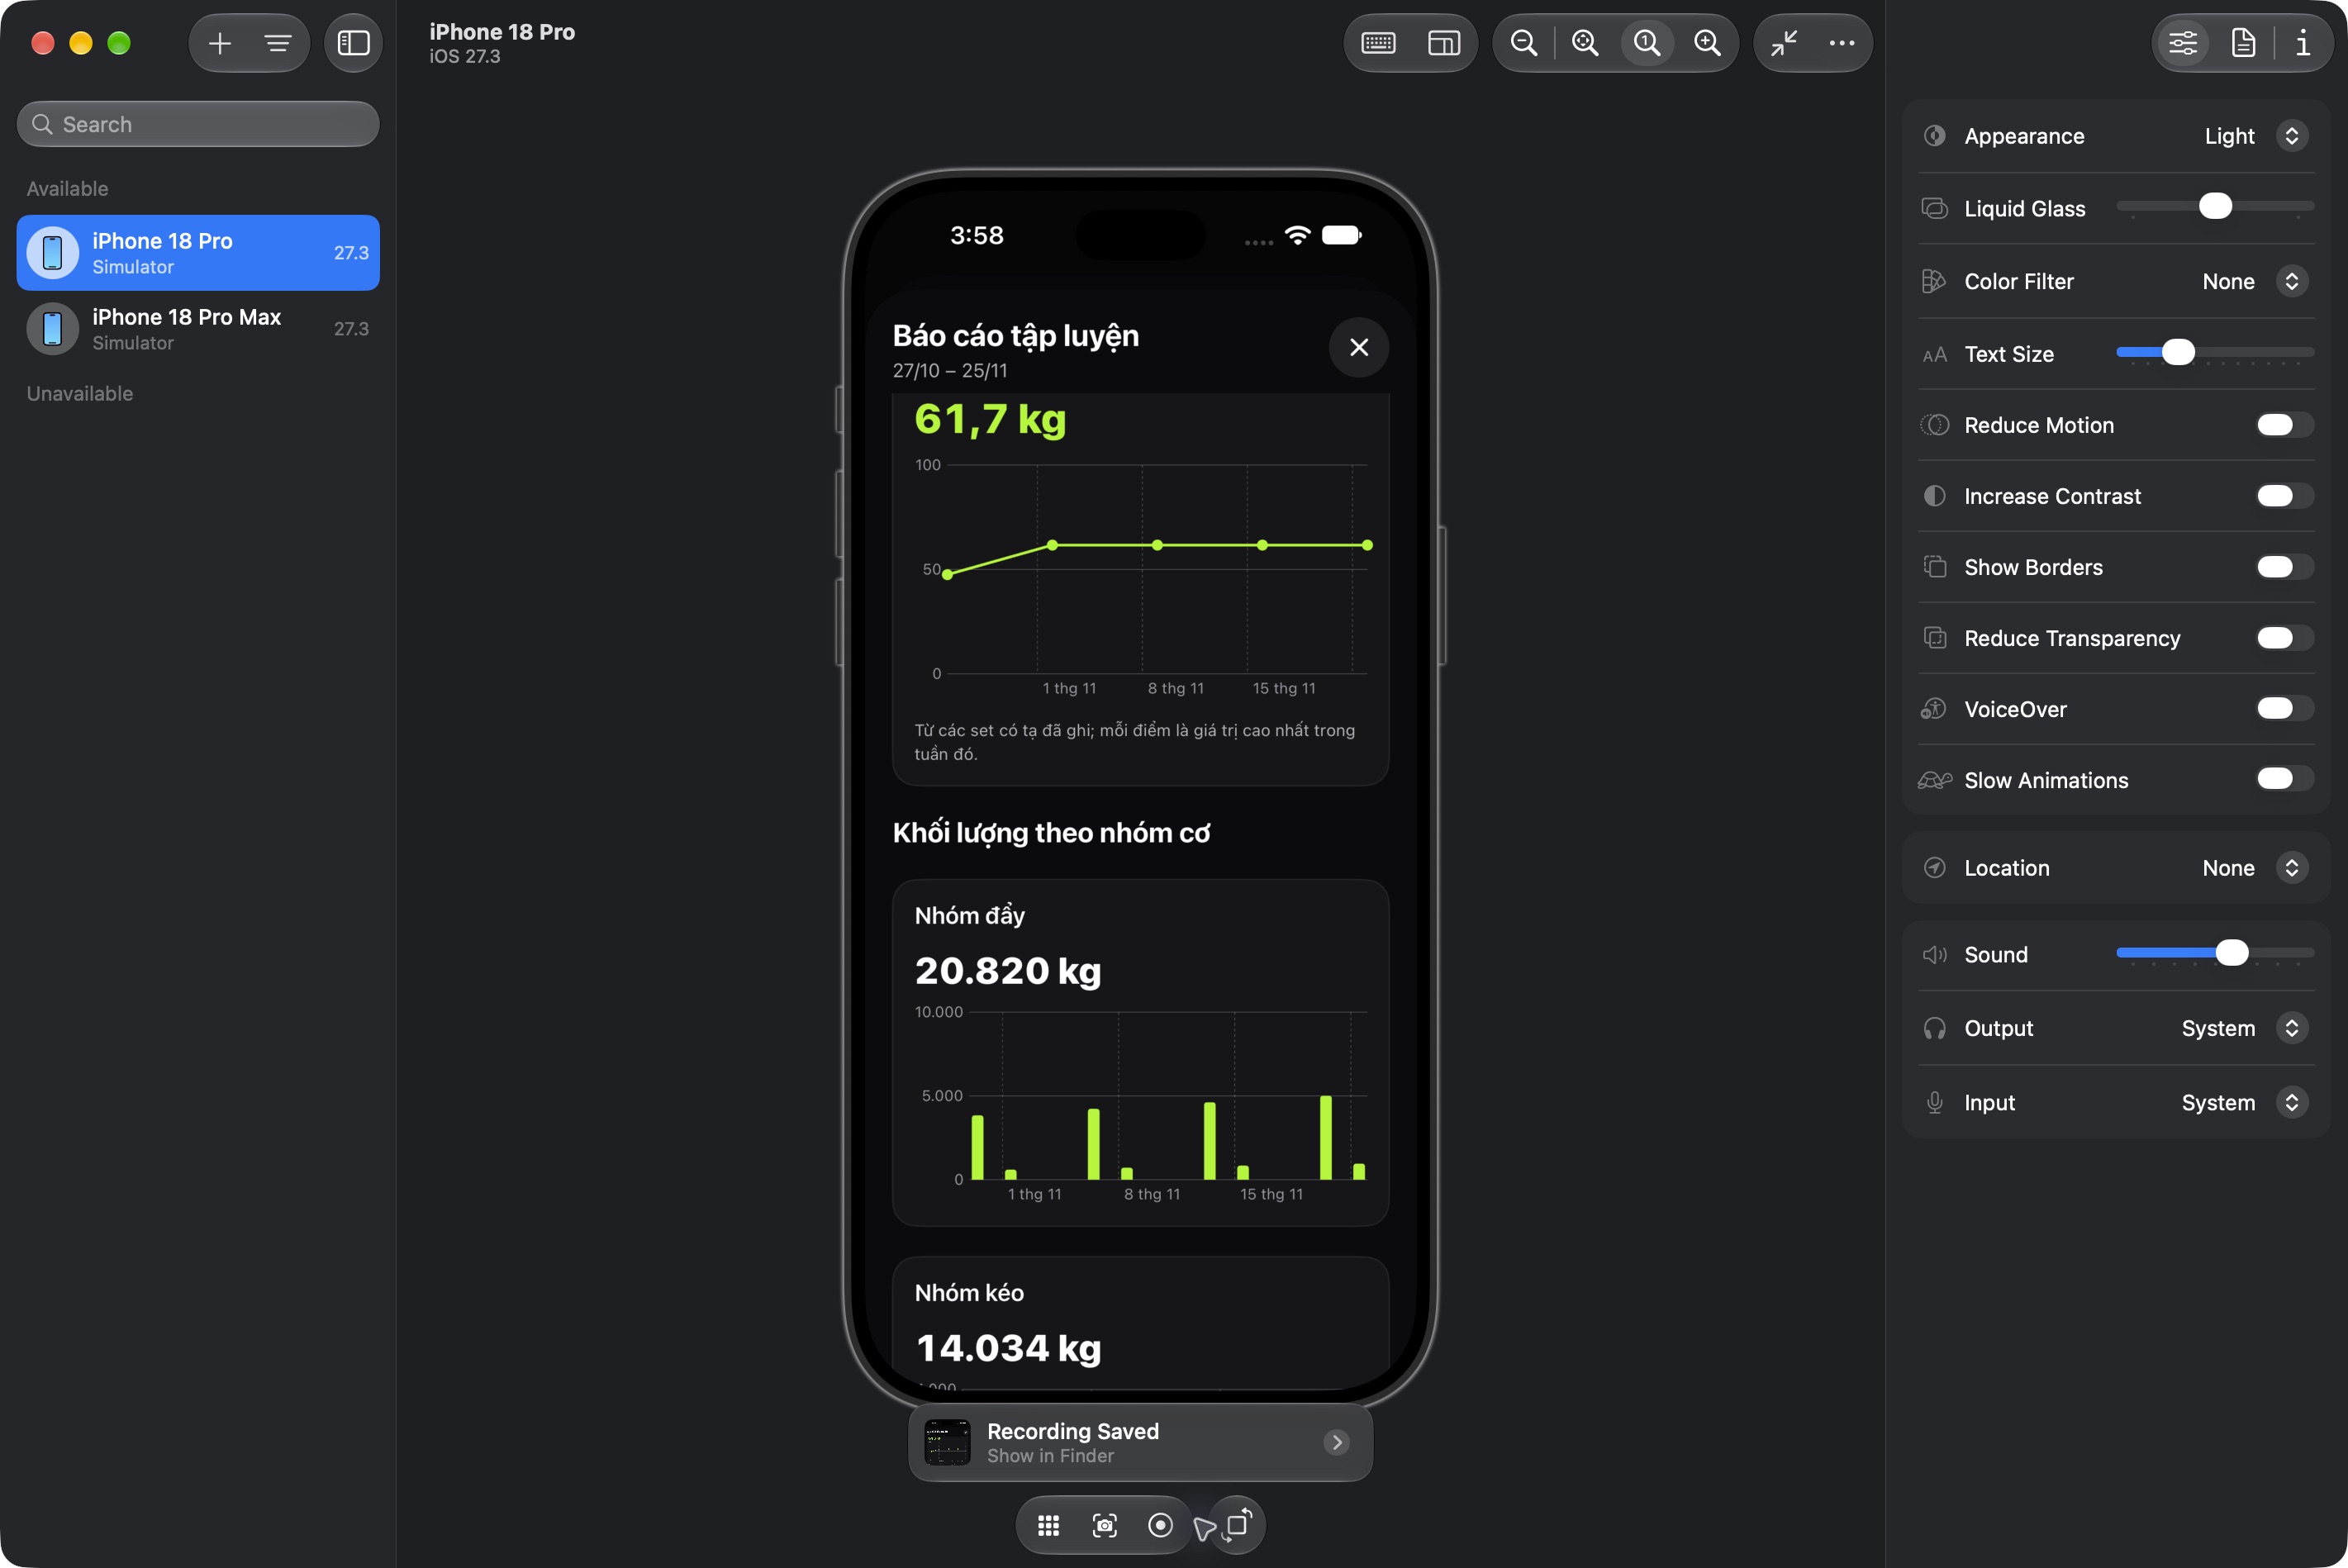 iPhone 18 Pro
iOS 27.3
Search
Available
iPhone 18 Pro
Simulator
27.3
iPhone 18 Pro Max
Simulator
27.3
Unavailable
3:58
Báo cáo tập luyện
27/10 – 25/11
61,7 kg
100
50
0
1 thg 11
8 thg 11
15 thg 11
Từ các set có tạ đã ghi; mỗi điểm là giá trị cao nhất trong
tuần đó.
Khối lượng theo nhóm cơ
Nhóm đẩy
20.820 kg
10.000
5.000
0
1 thg 11
8 thg 11
15 thg 11
Nhóm kéo
14.034 kg
Recording Saved
Show in Finder
Appearance
Light
Liquid Glass
Color Filter
None
Text Size
Reduce Motion
Increase Contrast
Show Borders
Reduce Transparency
VoiceOver
Slow Animations
Location
None
Sound
Output
System
Input
System